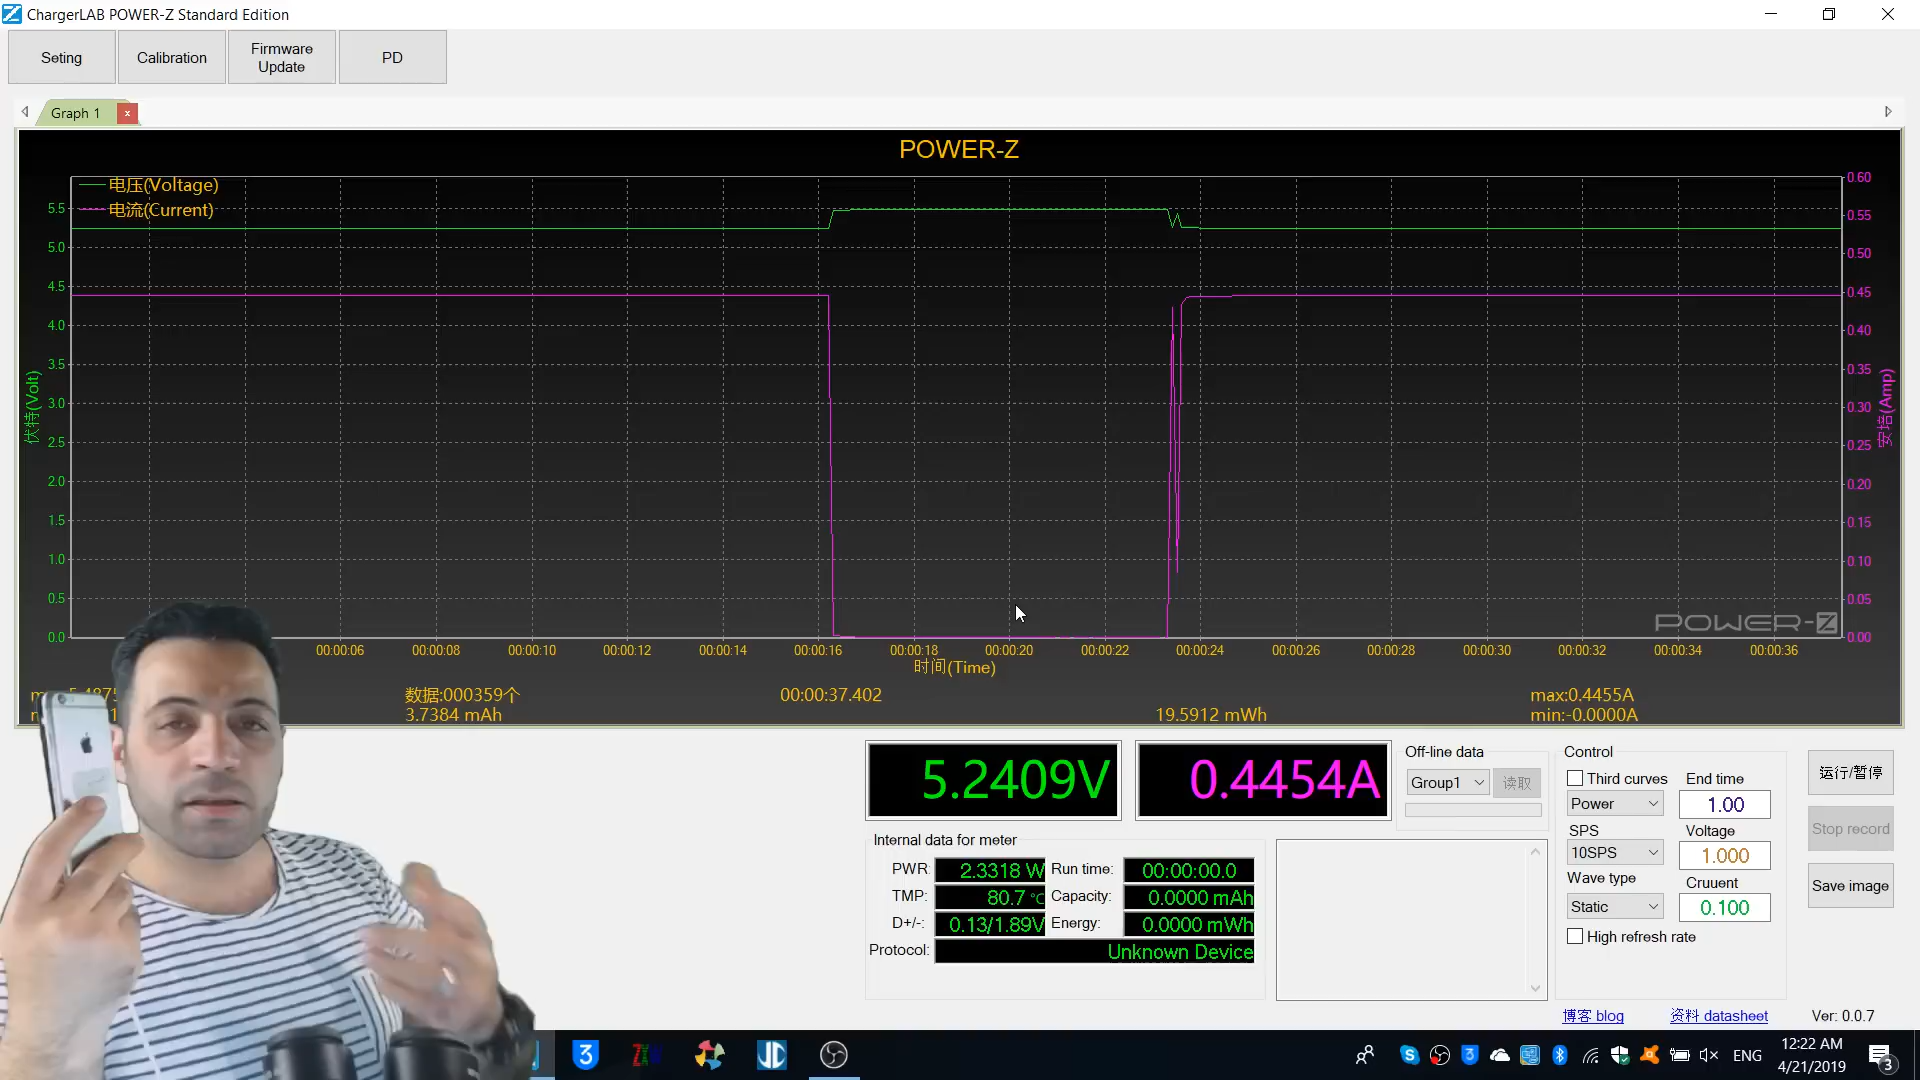 ChargerLAB POWER-Z Standard Edition
Seting
Calibration
Firmware
Update
PD
Graph 1
POWER-Z
电压(Voltage)
电流(Current)
5.5
5.0
4.5
4.0
3.5
3.0
2.5
2.0
1.5
1.0
0.5
0.0
伏特(Volt)
0.60
0.55
0.50
0.45
0.40
0.35
0.30
0.25
0.20
0.15
0.10
0.05
0.00
安培(Amp)
POWER-Z
00:00:06 00:00:08 00:00:10 00:00:12 00:00:14 00:00:16 00:00:18 00:00:20 00:00:22 00:00:24 00:00:26 00:00:28 00:00:30 00:00:32 00:00:34 00:00:36
时间(Time)
数据:000359个
00:00:37.402
max:0.4455A
3.7384 mAh
19.5912 mWh
min:-0.0000A
5.2409V
0.4454A
Off-line data
Group1
读取
Control
Third curves
End time
Power
1.00
SPS
Voltage
10SPS
1.000
Wave type
Cruuent
Static
0.100
High refresh rate
运行/暂停
Stop record
Save image
Internal data for meter
PWR: 2.3318 W Run time: 00:00:00.0
TMP: 80.7 °C Capacity: 0.0000 mAh
D+/-: 0.13/1.89V Energy: 0.0000 mWh
Protocol: Unknown Device
博客 blog
资料 datasheet
Ver: 0.0.7
ENG
12:22 AM
4/21/2019
3